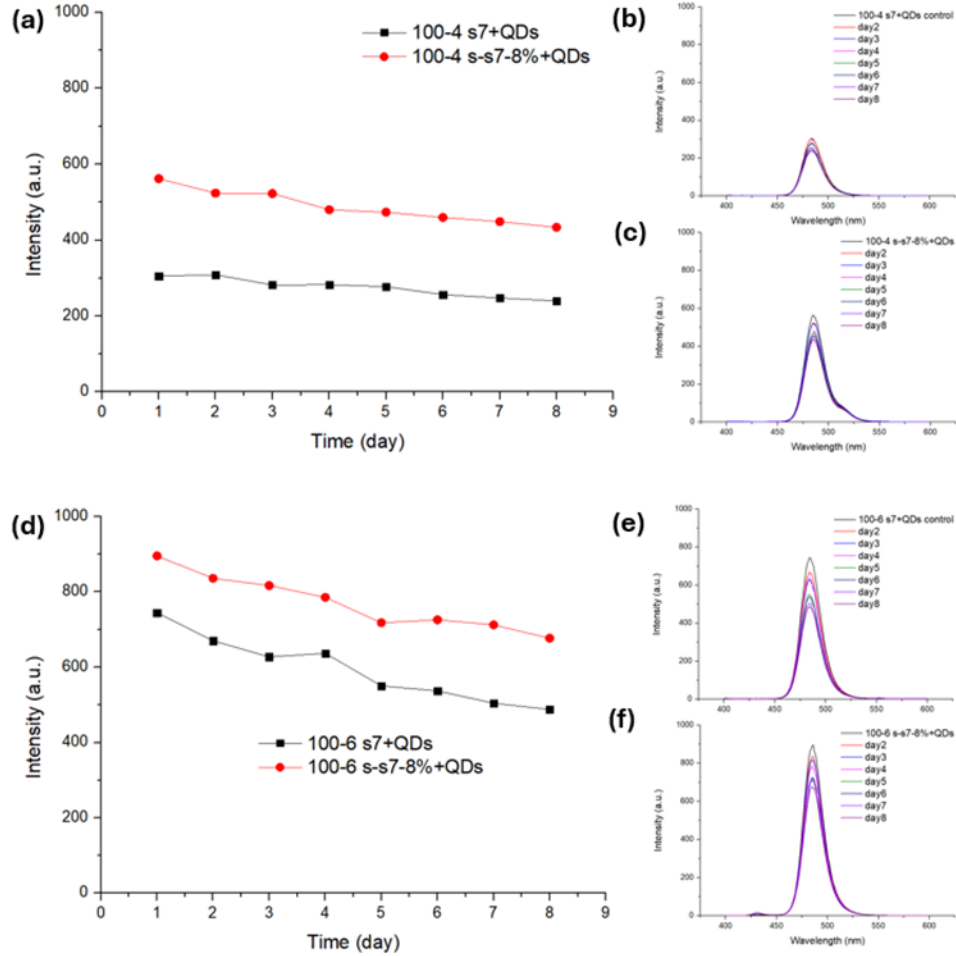 (a)
1000
800
600
400
200
0
Intensity (a.u.)
100-4 s7+QDs
100-4 s-s7-8%+QDs
0 1 2 3 4 5 6 7 8 9
Time (day)
(b)
1000
800
600
400
200
0
Intensity (a.u.)
100-4 s7+QDs control
day2
day3
day4
day5
day6
day7
day8
400 450 500 550 600
Wavelength (nm)
(c)
1000
800
600
400
200
0
Intensity (a.u.)
100-4 s-s7-8%+QDs
day2
day3
day4
day5
day6
day7
day8
400 450 500 550 600
Wavelength (nm)
(d)
1000
800
600
400
200
0
Intensity (a.u.)
100-6 s7+QDs
100-6 s-s7-8%+QDs
0 1 2 3 4 5 6 7 8 9
Time (day)
(e)
1000
800
600
400
200
0
Intensity (a.u.)
100-6 s7+QDs control
day2
day3
day4
day5
day6
day7
day8
400 450 500 550 600
Wavelength (nm)
(f)
1000
800
600
400
200
0
Intensity (a.u.)
100-6 s-s7-8%+QDs
day2
day3
day4
day5
day6
day7
day8
400 450 500 550 600
Wavelength (nm)